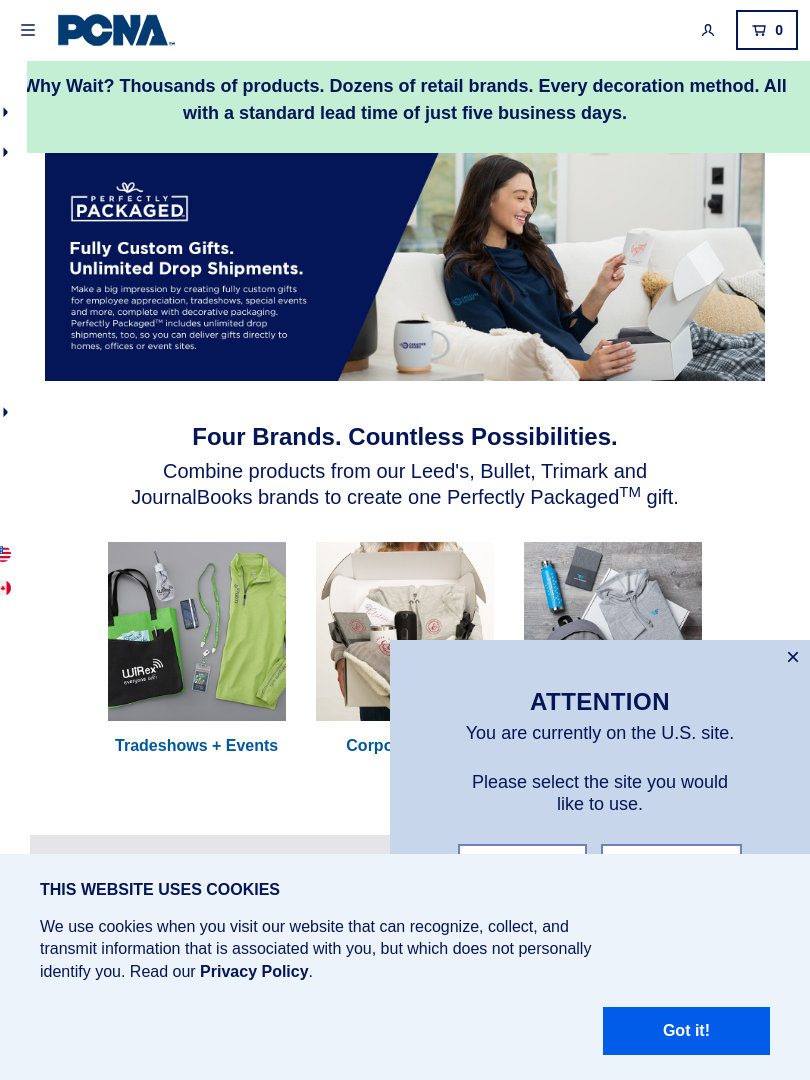 PCNA
0
Why Wait? Thousands of products. Dozens of retail brands. Every decoration method. All
with a standard lead time of just five business days.
PERFECTLY
PACKAGED
Fully Custom Gifts.
Unlimited Drop Shipments.
Make a big impression by creating fully custom gifts
for employee appreciation, tradeshows, special events
and more, complete with decorative packaging.
Perfectly Packaged™ includes unlimited drop
shipments, too, so you can deliver gifts directly to
homes, offices or event sites.
Four Brands. Countless Possibilities.
Combine products from our Leed's, Bullet, Trimark and
JournalBooks brands to create one Perfectly Packaged™ gift.
WiRex
everyone wifi
Tradeshows + Events
Corpo
ATTENTION
You are currently on the U.S. site.
Please select the site you would
like to use.
THIS WEBSITE USES COOKIES
We use cookies when you visit our website that can recognize, collect, and
transmit information that is associated with you, but which does not personally
identify you. Read our Privacy Policy.
Got it!